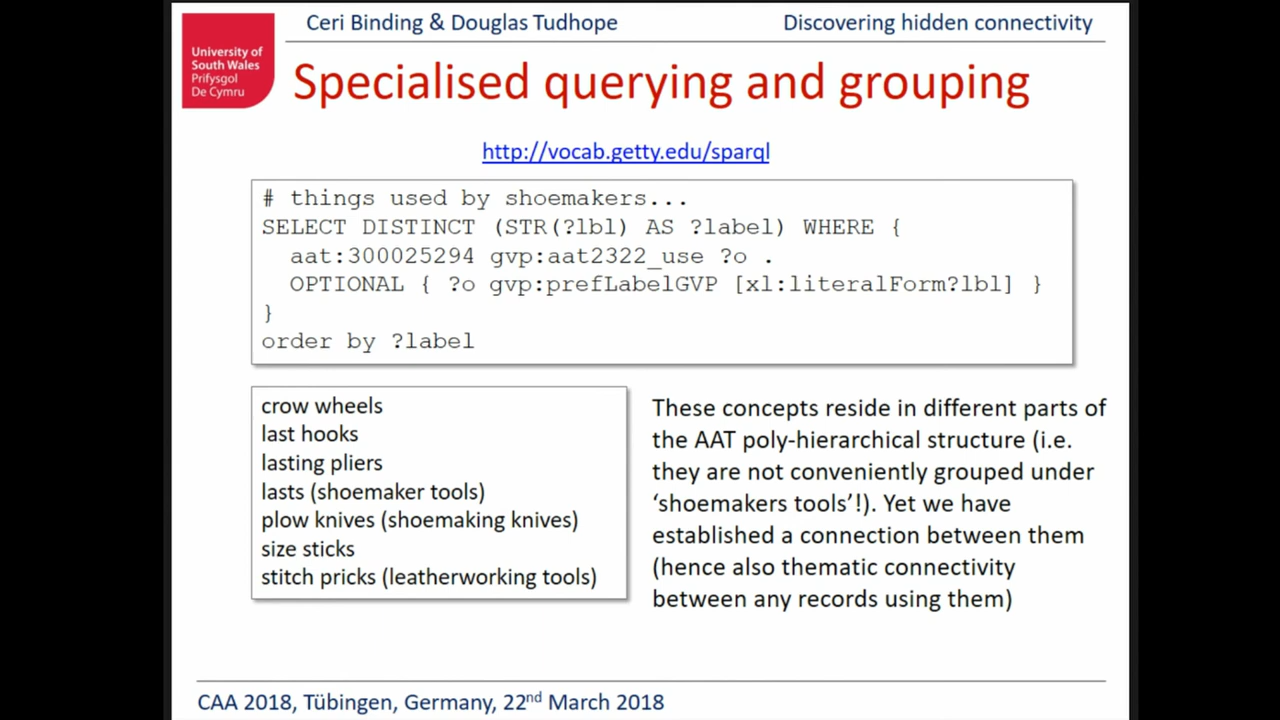 Ceri Binding & Douglas Tudhope
Discovering hidden connectivity
University of
South Wales
Prifysgol
De Cymru
Specialised querying and grouping
http://vocab.getty.edu/sparql
# things used by shoemakers...
SELECT DISTINCT (STR(?lbl) AS ?label) WHERE {
aat:300025294 gvp:aat2322_use ?o .
OPTIONAL { ?o gvp:prefLabelGVP [xl:literalForm?lbl] }
}
order by ?label
crow wheels
last hooks
lasting pliers
lasts (shoemaker tools)
plow knives (shoemaking knives)
size sticks
stitch pricks (leatherworking tools)
These concepts reside in different parts of
the AAT poly-hierarchical structure (i.e.
they are not conveniently grouped under
‘shoemakers tools’!). Yet we have
established a connection between them
(hence also thematic connectivity
between any records using them)
CAA 2018, Tübingen, Germany, 22nd March 2018